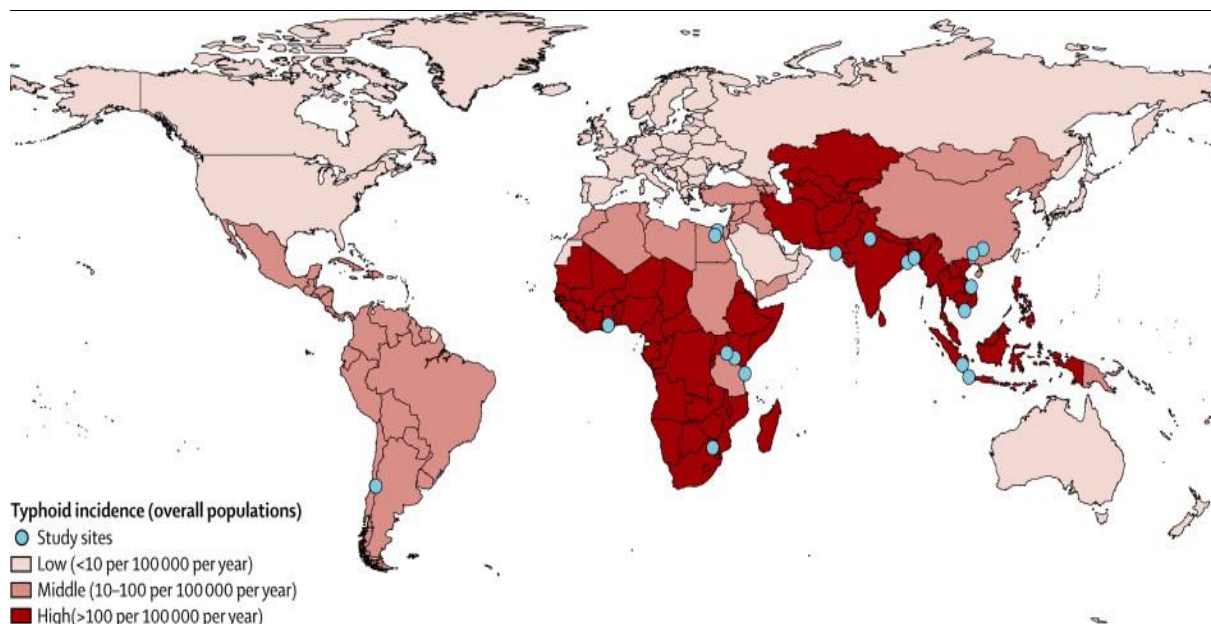 Typhoid incidence (overall populations)
Study sites
Low (<10 per 100 000 per year)
Middle (10–100 per 100 000 per year)
High(>100 per 100 000 per year)